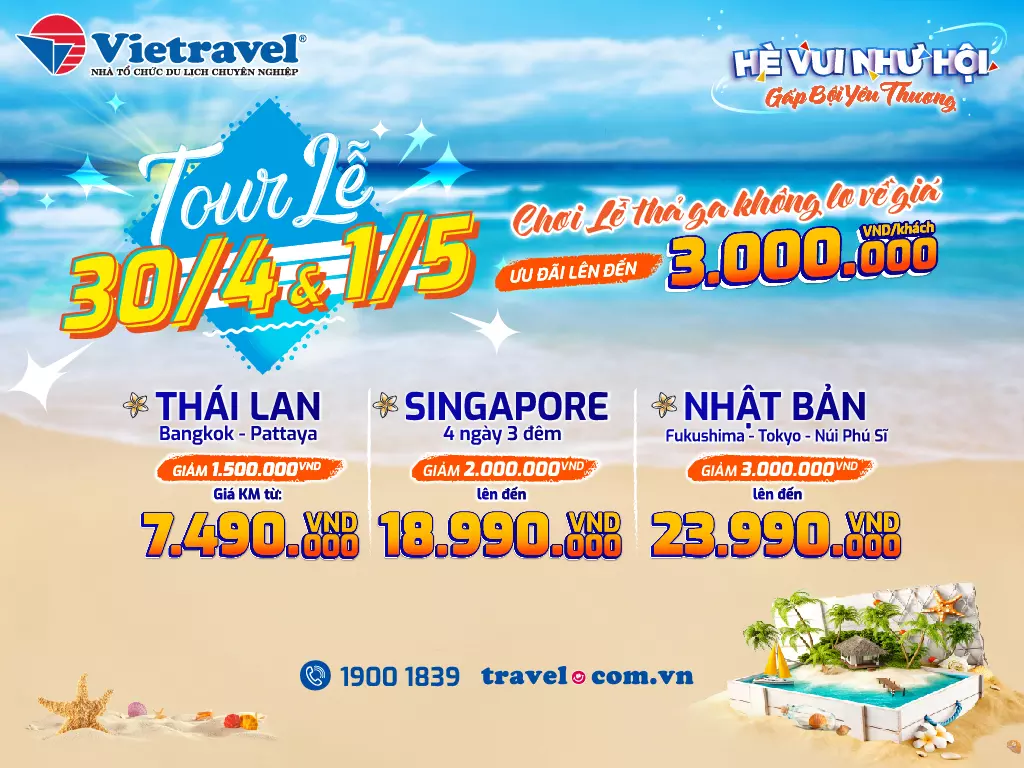 Vietravel®
NHÀ TỔ CHỨC DU LỊCH CHUYÊN NGHIỆP
HÈ VUI NHƯ HỘI
Gấp Bội Yêu Thương
Tour Lễ
30/4 & 1/5
Chơi Lễ thả ga không lo về giá
ƯU ĐÃI LÊN ĐẾN 3.000.000 VND/khách
THÁI LAN
Bangkok - Pattaya
GIẢM 1.500.000VND
Giá KM từ:
7.490.000 VND
SINGAPORE
4 ngày 3 đêm
GIẢM 2.000.000VND
lên đến
18.990.000 VND
NHẬT BẢN
Fukushima - Tokyo - Núi Phú Sĩ
GIẢM 3.000.000VND
lên đến
23.990.000 VND
1900 1839 travel.com.vn